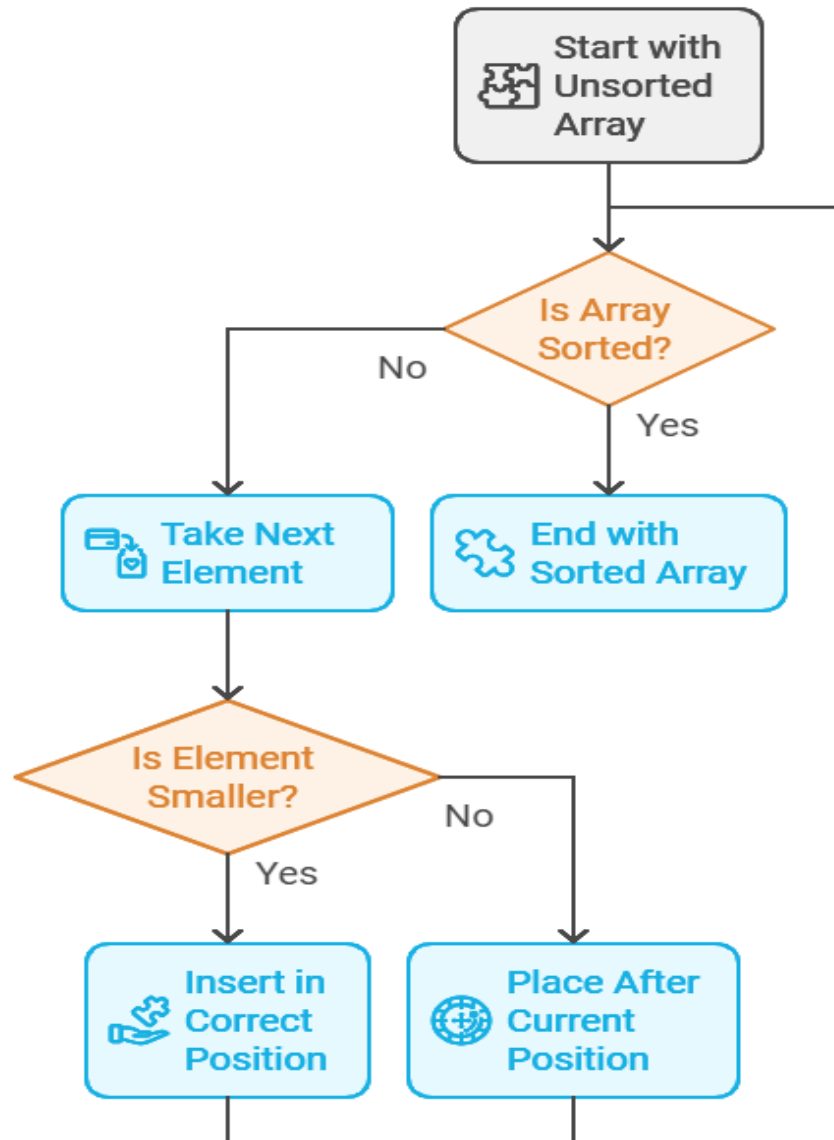 Start with
Unsorted
Array
Is Array
Sorted?
No
Yes
Take Next
Element
End with
Sorted Array
Is Element
Smaller?
No
Yes
Insert in
Correct
Position
Place After
Current
Position